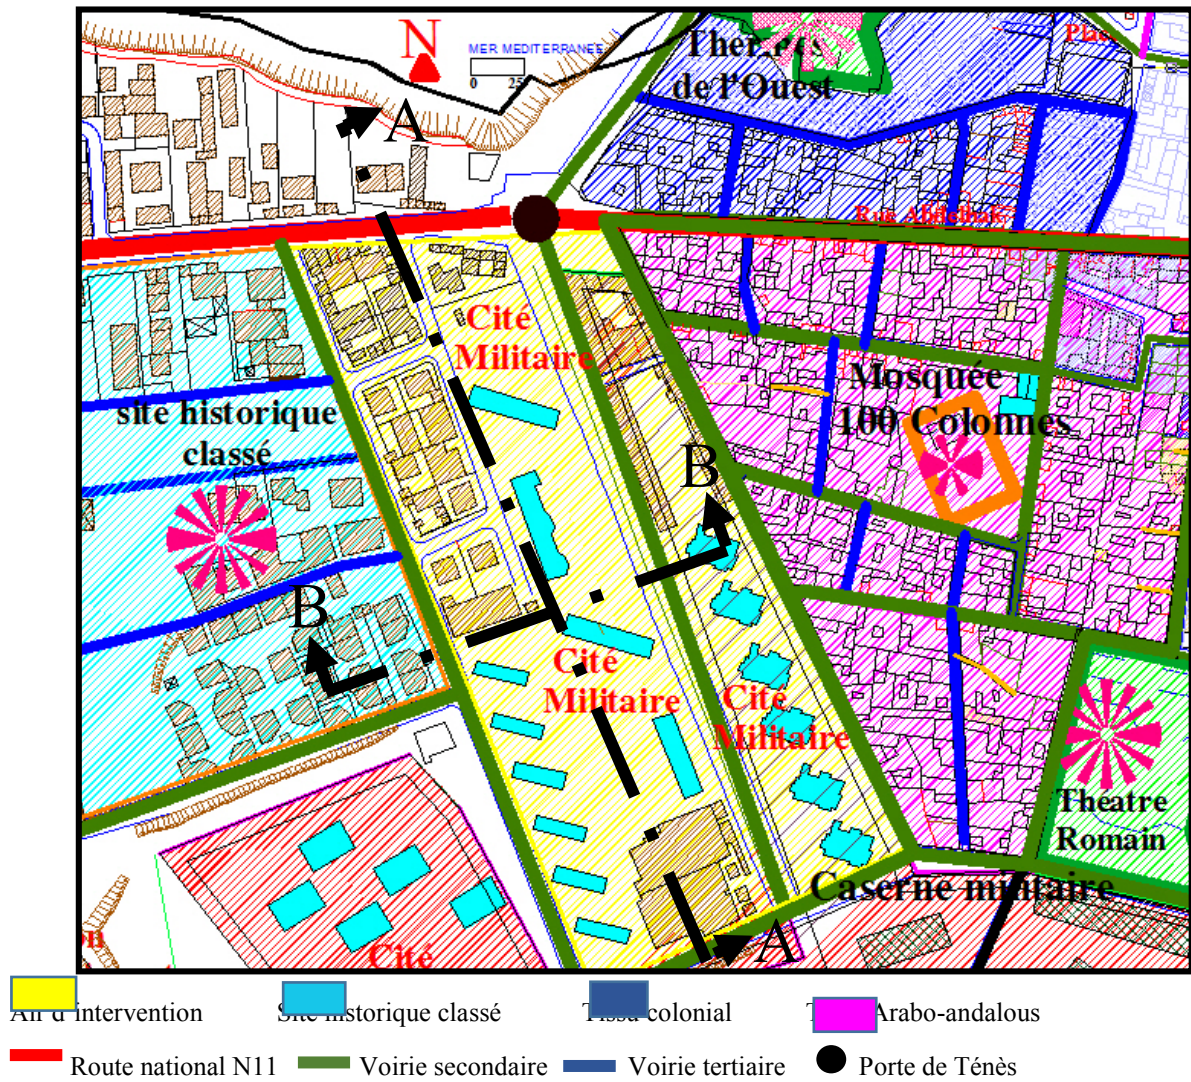 N
MER MEDITERRANEE
0 25
A
de l'Ouest
Rue Abdelhak
Cité
Militaire
site historique
classé
Mosquée
100 Colonnes
B
B
Cité
Militaire
Cité
Militaire
Theatre
Romain
Caserne militaire
A
Cité
d'intervention
Site historique classé
Tissu colonial
Arabo-andalous
Route national N11
Voirie secondaire
Voirie tertiaire
Porte de Ténès